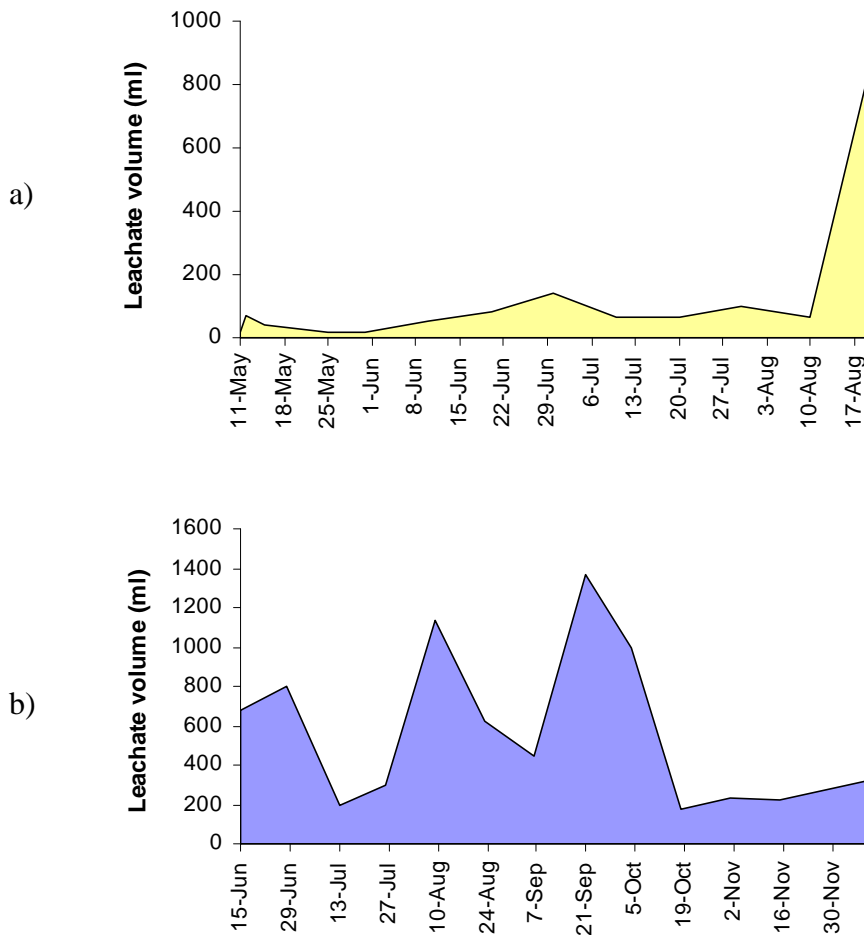 a)
Leachate volume (ml)
1000
800
600
400
200
0
11-May
18-May
25-May
1-Jun
8-Jun
15-Jun
22-Jun
29-Jun
6-Jul
13-Jul
20-Jul
27-Jul
3-Aug
10-Aug
17-Aug
b)
Leachate volume (ml)
1600
1400
1200
1000
800
600
400
200
0
15-Jun
29-Jun
13-Jul
27-Jul
10-Aug
24-Aug
7-Sep
21-Sep
5-Oct
19-Oct
2-Nov
16-Nov
30-Nov